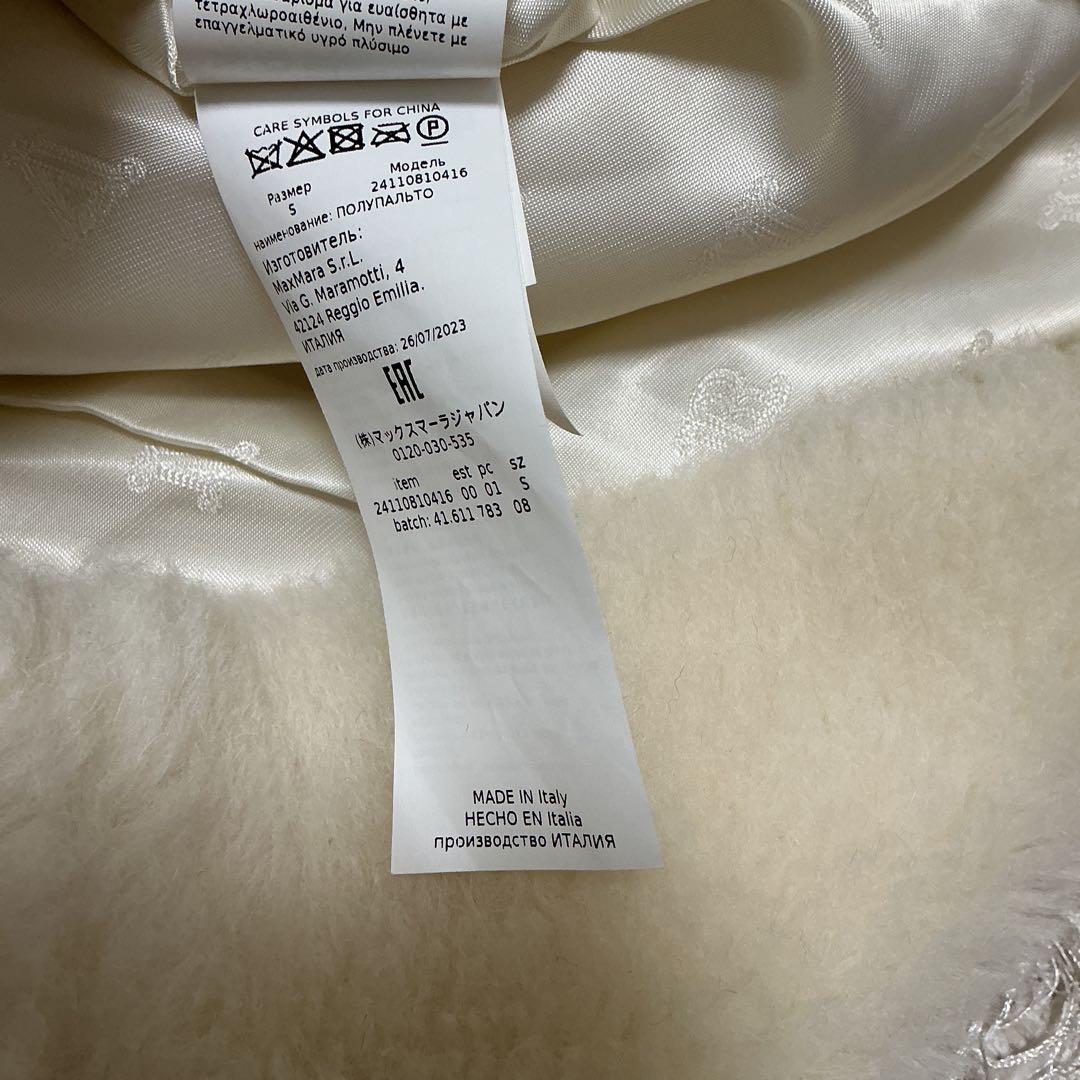 για ευαίσθητα με
τετραχλωροαιθένιο, Μην πλένετε με
επαγγελματικό υγρό πλύσιμο
CARE SYMBOLS FOR CHINA
P
Размер Модель
S 24110810416
наименование: ПОЛУПАЛЬТО
Изготовитель:
MaxMara S.r.L.
Via G. Maramotti, 4
42124 Reggio Emilia.
ИТАЛИЯ
дата производства: 26/07/2023
EAC
(株)マックスマーラジャパン
0120-030-535
item est pc sz
24110810416 00 01 S
batch: 41.611 783 08
MADE IN Italy
HECHO EN Italia
производство ИТАЛИЯ